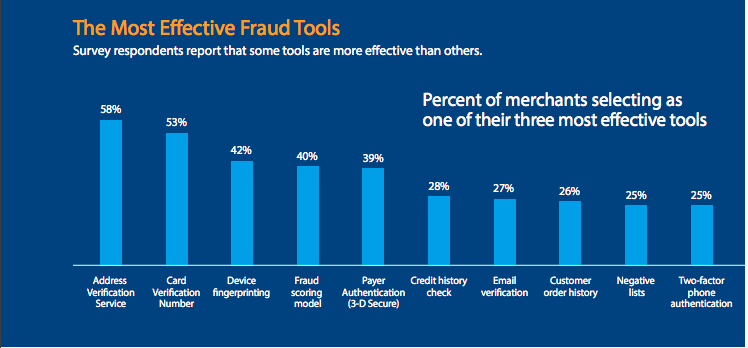 The Most Effective Fraud Tools
Survey respondents report that some tools are more effective than others.
Percent of merchants selecting as
one of their three most effective tools
58%
53%
42%
40%
39%
28%
27%
26%
25%
25%
Address
Verification
Service
Card
Verification
Number
Device
fingerprinting
Fraud
scoring
model
Payer
Authentication
(3-D Secure)
Credit history
check
Email
verification
Customer
order history
Negative
lists
Two-factor
phone
authentication